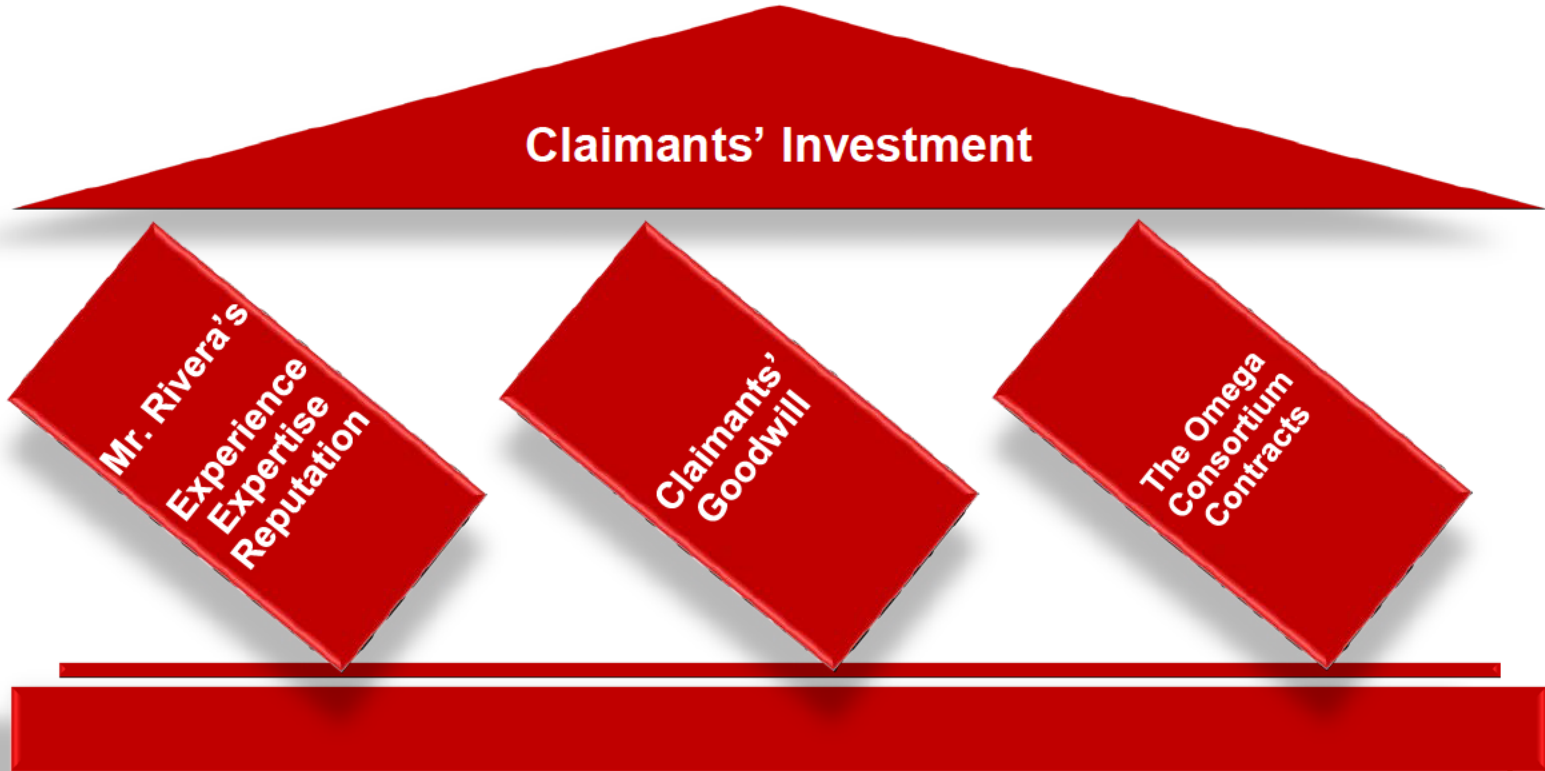 Claimants’ Investment
Mr. Rivera’s
Experience
Expertise
Reputation
Claimants’
Goodwill
The Omega
Consortium
Contracts